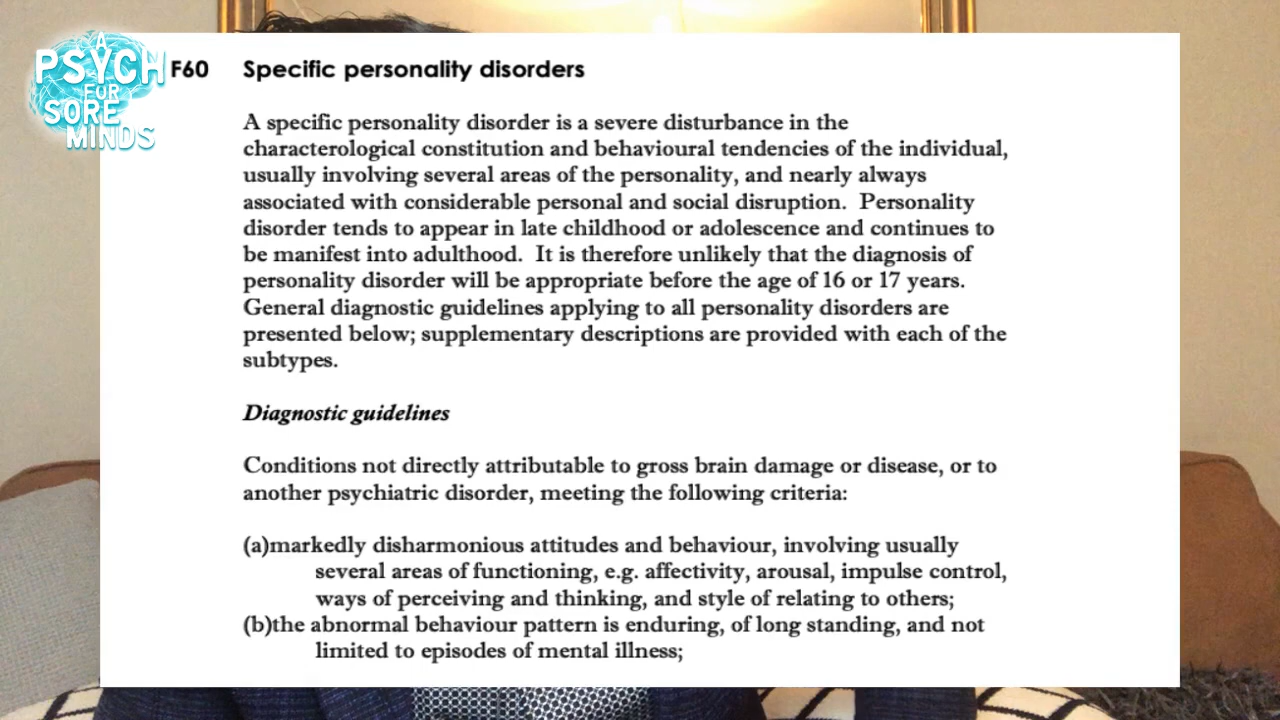 A
PSYCH
FOR
SORE
MINDS
F60 Specific personality disorders
A specific personality disorder is a severe disturbance in the
characterological constitution and behavioural tendencies of the individual,
usually involving several areas of the personality, and nearly always
associated with considerable personal and social disruption. Personality
disorder tends to appear in late childhood or adolescence and continues to
be manifest into adulthood. It is therefore unlikely that the diagnosis of
personality disorder will be appropriate before the age of 16 or 17 years.
General diagnostic guidelines applying to all personality disorders are
presented below; supplementary descriptions are provided with each of the
subtypes.
Diagnostic guidelines
Conditions not directly attributable to gross brain damage or disease, or to
another psychiatric disorder, meeting the following criteria:
(a)markedly disharmonious attitudes and behaviour, involving usually
several areas of functioning, e.g. affectivity, arousal, impulse control,
ways of perceiving and thinking, and style of relating to others;
(b)the abnormal behaviour pattern is enduring, of long standing, and not
limited to episodes of mental illness;